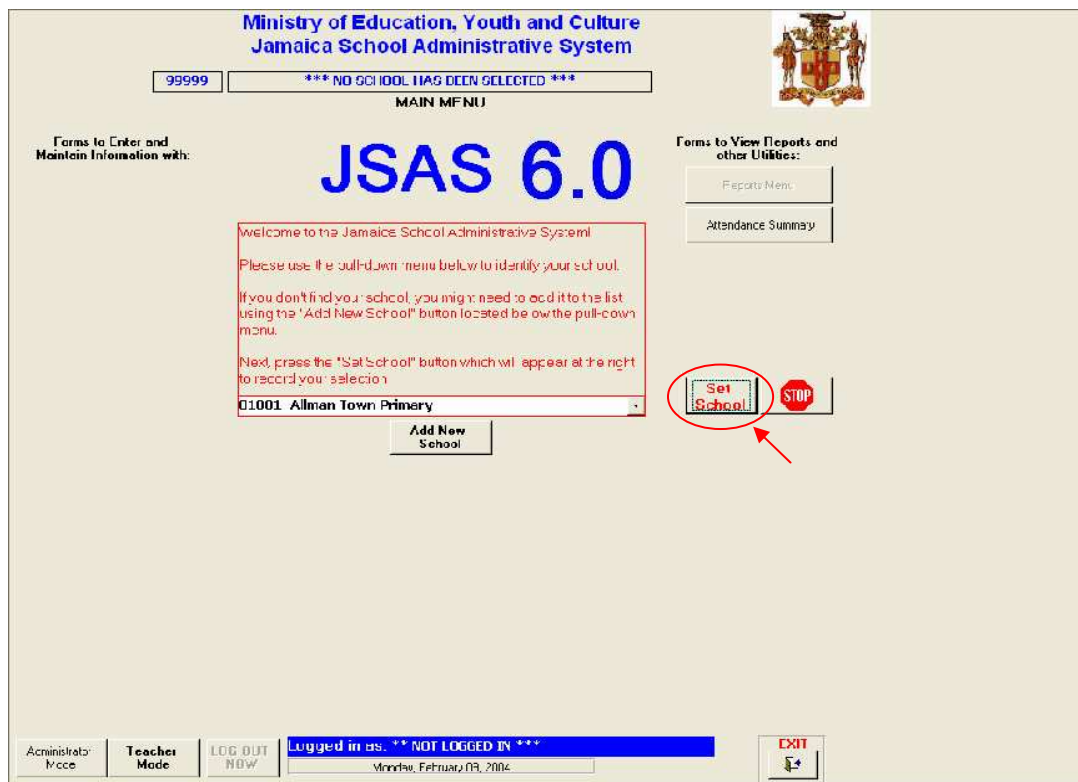 Ministry of Education, Youth and Culture
Jamaica School Administrative System
99999
*** NO SCHOOL HAS BEEN SELECTED ***
MAIN MENU
Forms to Enter and
Maintain Information with:
JSAS 6.0
Forms to View Reports and
other Utilities:
Reports Menu
Attendance Summary
Welcome to the Jamaica School Administrative System!
Please use the pull-down menu below to identify your school.
If you don't find your school, you might need to add it to the list
using the "Add New School" button located below the pull-down
menu.
Next, press the "Set School" button which will appear at the right
to record your selection
01001 Allman Town Primary
Set
School
STOP
Add New
School
Administrator
Mode
Teacher
Mode
LOG OUT
NOW
Logged in as: ** NOT LOGGED IN ***
Monday, February 09, 2004
EXIT